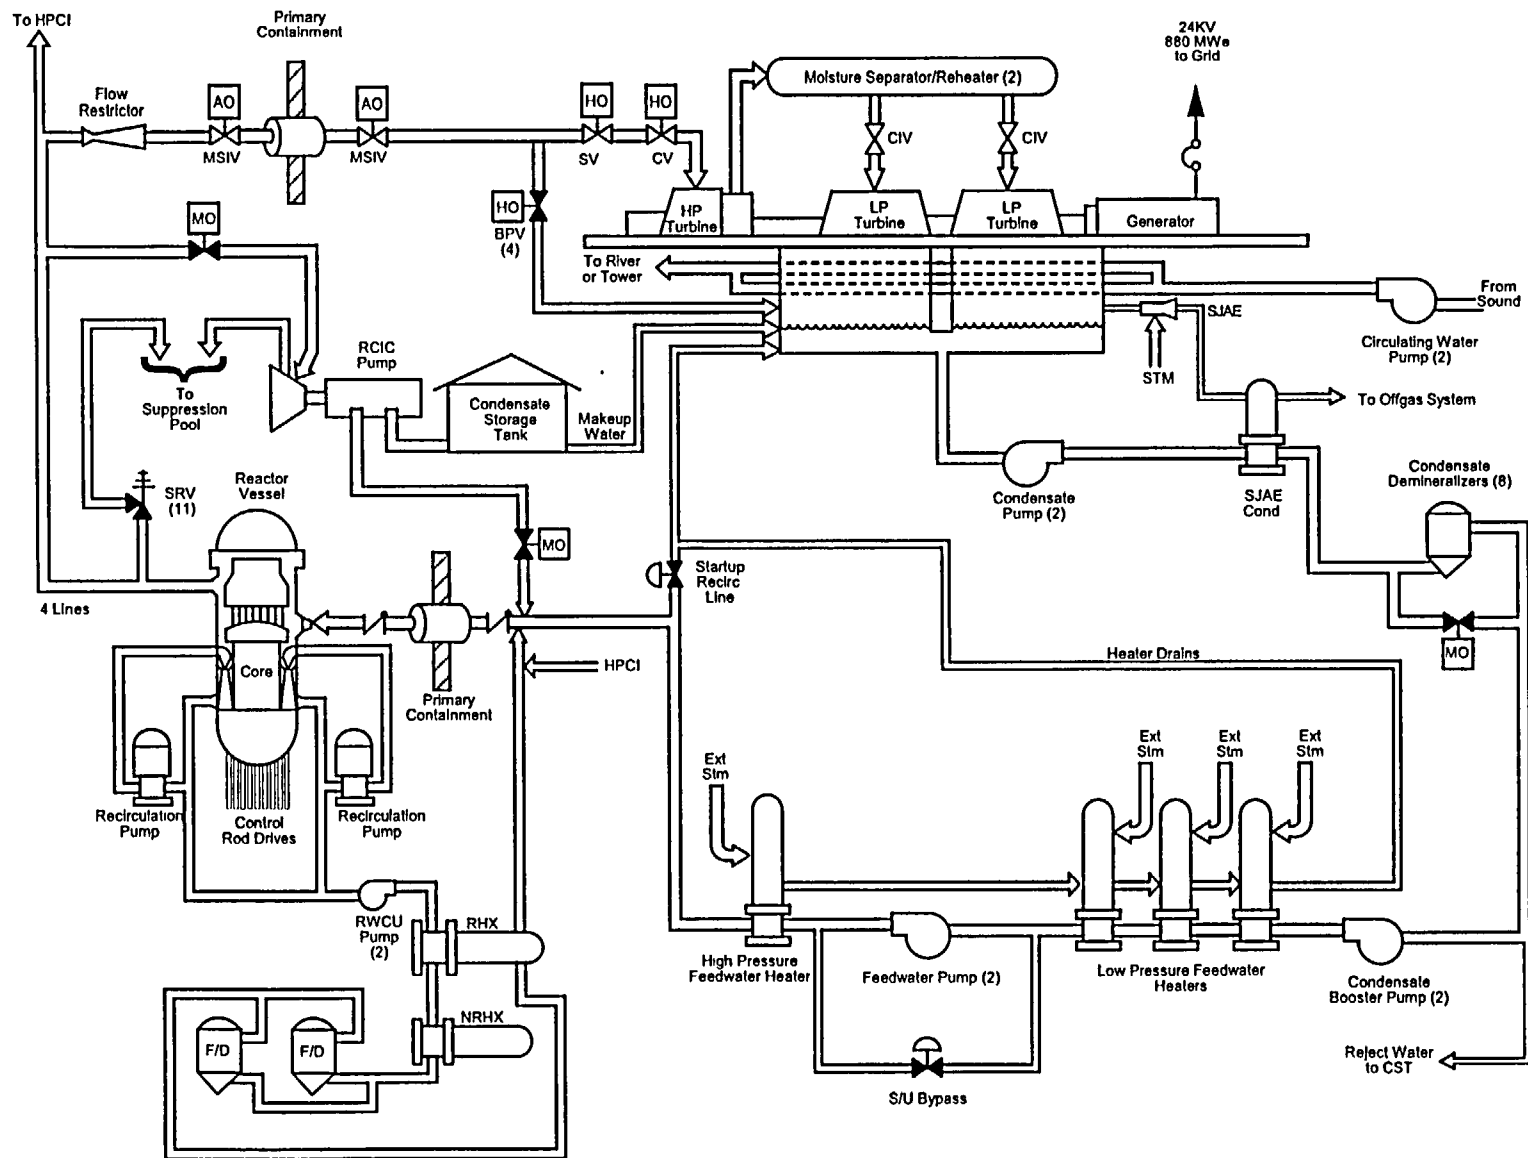 To HPCI
Primary
Containment
24KV
880 MWe
to Grid
Flow
Restrictor
AO
MSIV
AO
MSIV
HO
SV
HO
CV
Moisture Separator/Reheater (2)
CIV
CIV
MO
HO
BPV
(4)
HP
Turbine
LP
Turbine
LP
Turbine
Generator
To River
or Tower
From
Sound
Circulating Water
Pump (2)
SJAE
STM
To
Suppression
Pool
RCIC
Pump
Condensate
Storage
Tank
Makeup
Water
To Offgas System
SJAE
Cond
Condensate
Pump (2)
Condensate
Demineralizers (8)
SRV
(11)
Reactor
Vessel
MO
Startup
Recirc
Line
4 Lines
MO
HPCI
Heater Drains
Core
Primary
Containment
Recirculation
Pump
Control
Rod Drives
Recirculation
Pump
Ext
Stm
Ext
Stm
Ext
Stm
Ext
Stm
RWCU
Pump
(2)
RHX
NRHX
F/D
F/D
High Pressure
Feedwater Heater
Feedwater Pump (2)
Low Pressure Feedwater
Heaters
Condensate
Booster Pump (2)
S/U Bypass
Reject Water
to CST